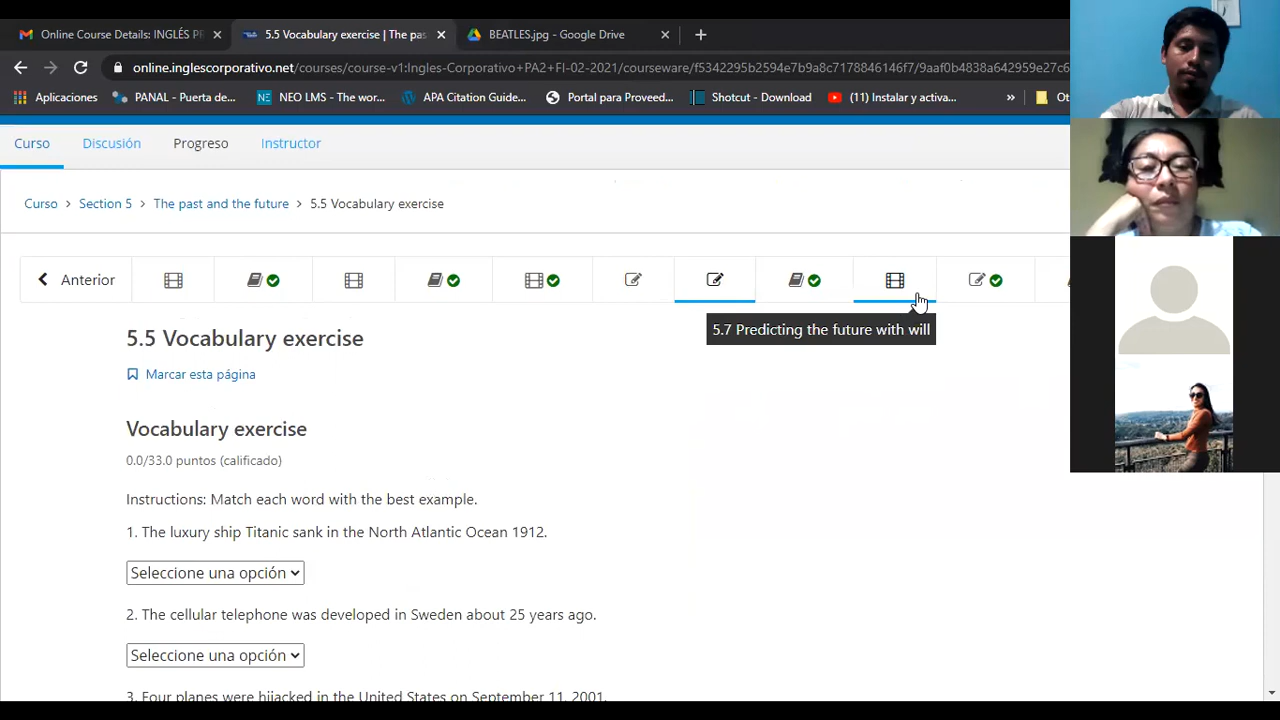 Online Course Details: INGLÉS PR
5.5 Vocabulary exercise | The pas
BEATLES.jpg - Google Drive
online.inglescorporativo.net/courses/course-v1:Ingles-Corporativo+PA2+FI-02-2021/courseware/f5342295b2594e7b9a8c7178846146f7/9aaf0b4838a642959e27c6
Aplicaciones
PANAL - Puerta de...
NEO LMS - The wor...
APA Citation Guide...
Portal para Proveed...
Shotcut - Download
(11) Instalar y activa...
»
Ot
Curso
Discusión
Progreso
Instructor
Curso > Section 5 > The past and the future > 5.5 Vocabulary exercise
Anterior
5.7 Predicting the future with will
5.5 Vocabulary exercise
Marcar esta página
Vocabulary exercise
0.0/33.0 puntos (calificado)
Instructions: Match each word with the best example.
1. The luxury ship Titanic sank in the North Atlantic Ocean 1912.
Seleccione una opción
2. The cellular telephone was developed in Sweden about 25 years ago.
Seleccione una opción
3. Four planes were hijacked in the United States on September 11, 2001.